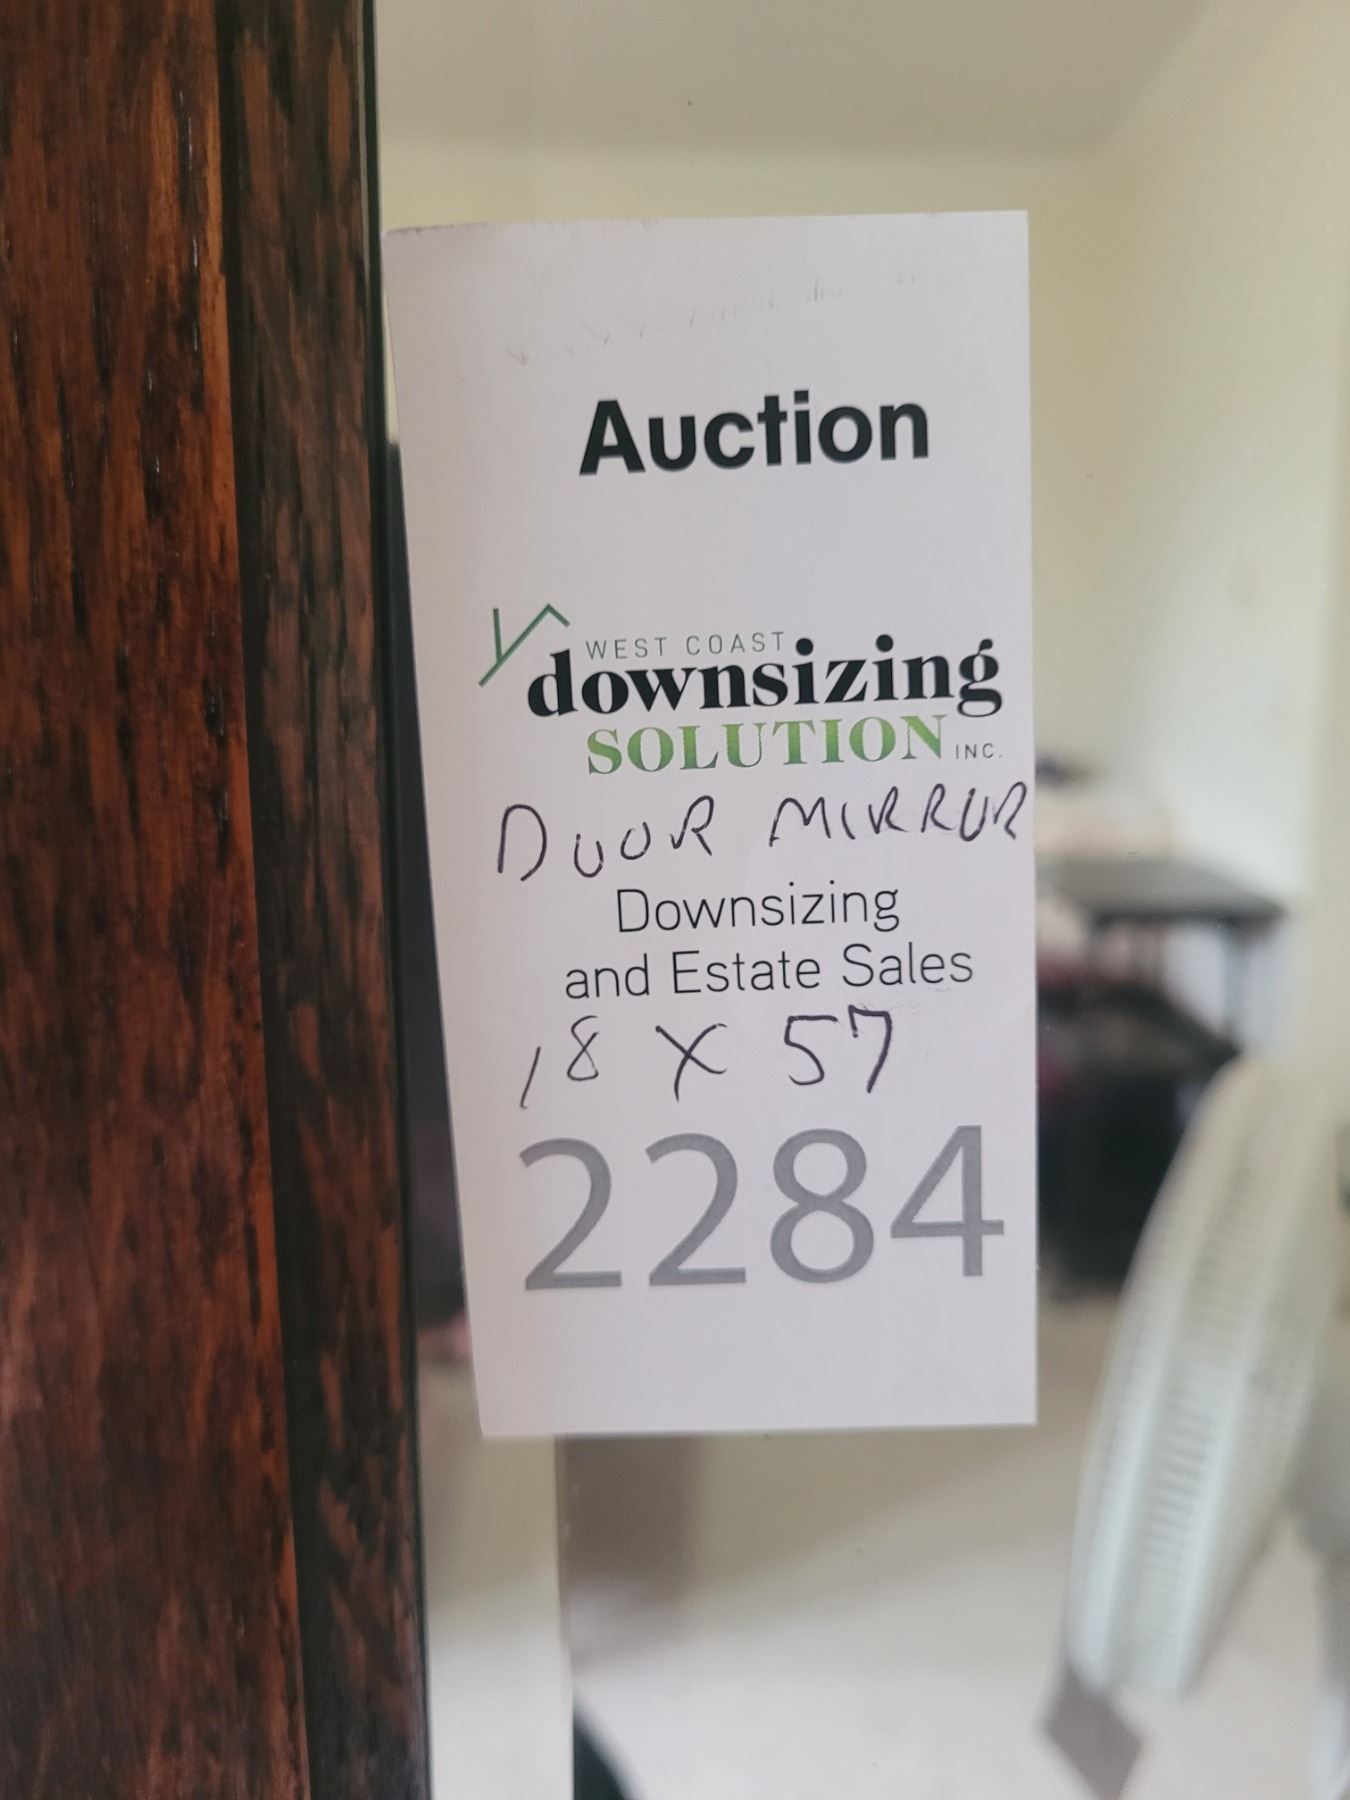 Auction
WEST COAST
downsizing
SOLUTION INC.
DOOR MIRROR
Downsizing
and Estate Sales
18 X 57
2284